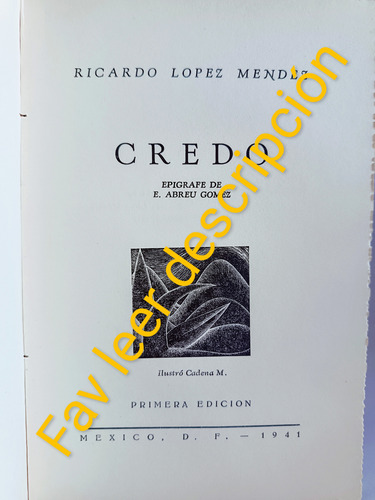 RICARDO LOPEZ MENDEZ
CREDO
EPIGRAFE DE
E. ABREU GOMEZ
ilustró Cadena M.
PRIMERA EDICION
MEXICO, D. F. — 1941
Fav leer descripción